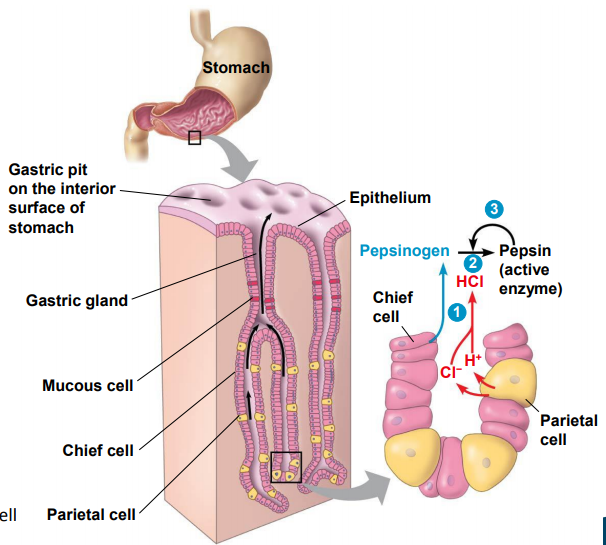 Stomach
Gastric pit
on the interior
surface of
stomach
Epithelium
3
Pepsinogen
Pepsin
(active
enzyme)
2
HCl
Gastric gland
Chief
cell
1
H+
Cl–
Mucous cell
Parietal
cell
Chief cell
ell
Parietal cell